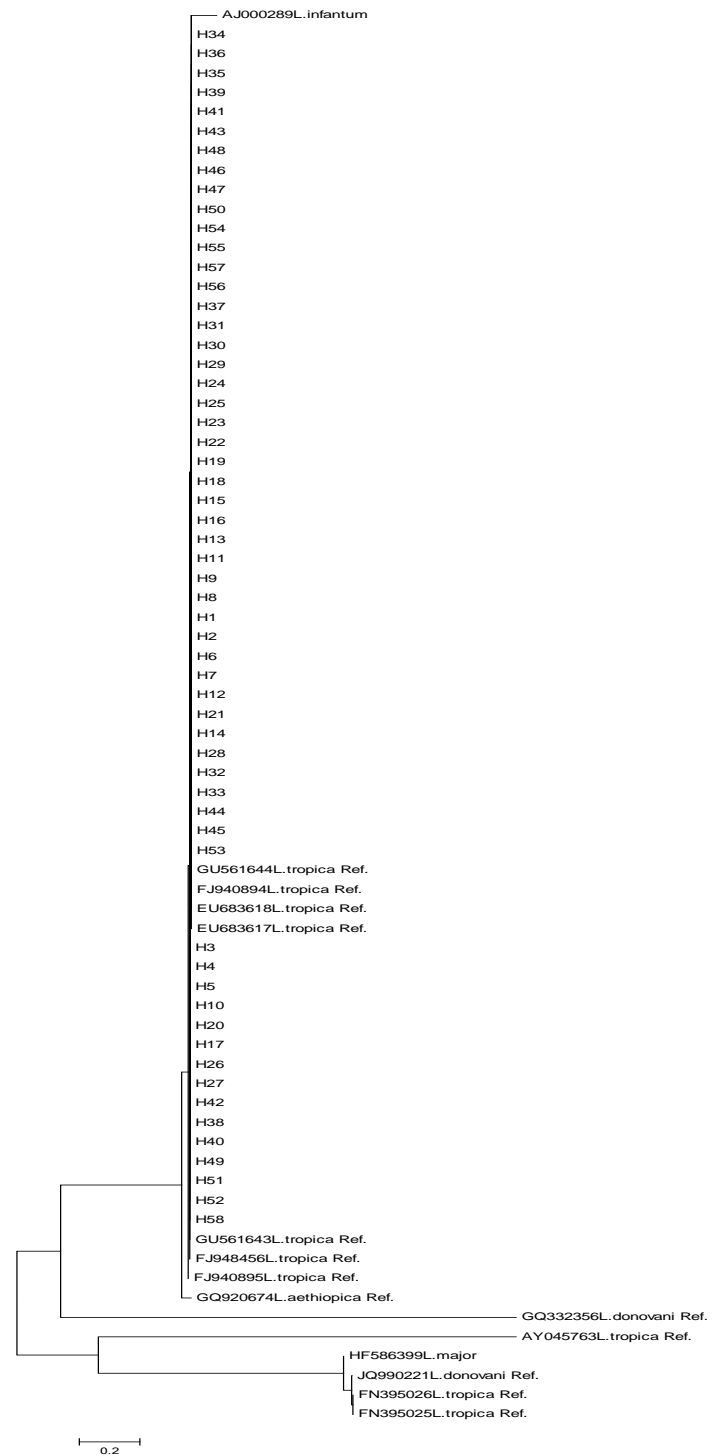 AJ000289L.infantum
H34
H36
H35
H39
H41
H43
H48
H46
H47
H50
H54
H55
H57
H56
H37
H31
H30
H29
H24
H25
H23
H22
H19
H18
H15
H16
H13
H11
H9
H8
H1
H2
H6
H7
H12
H21
H14
H28
H32
H33
H44
H45
H53
GU561644L.tropica Ref.
FJ940894L.tropica Ref.
EU683618L.tropica Ref.
EU683617L.tropica Ref.
H3
H4
H5
H10
H20
H17
H26
H27
H42
H38
H40
H49
H51
H52
H58
GU561643L.tropica Ref.
FJ948456L.tropica Ref.
FJ940895L.tropica Ref.
GQ920674L.aethiopica Ref.
GQ332356L.donovani Ref.
AY045763L.tropica Ref.
HF586399L.major
JQ990221L.donovani Ref.
FN395026L.tropica Ref.
FN395025L.tropica Ref.
0.2